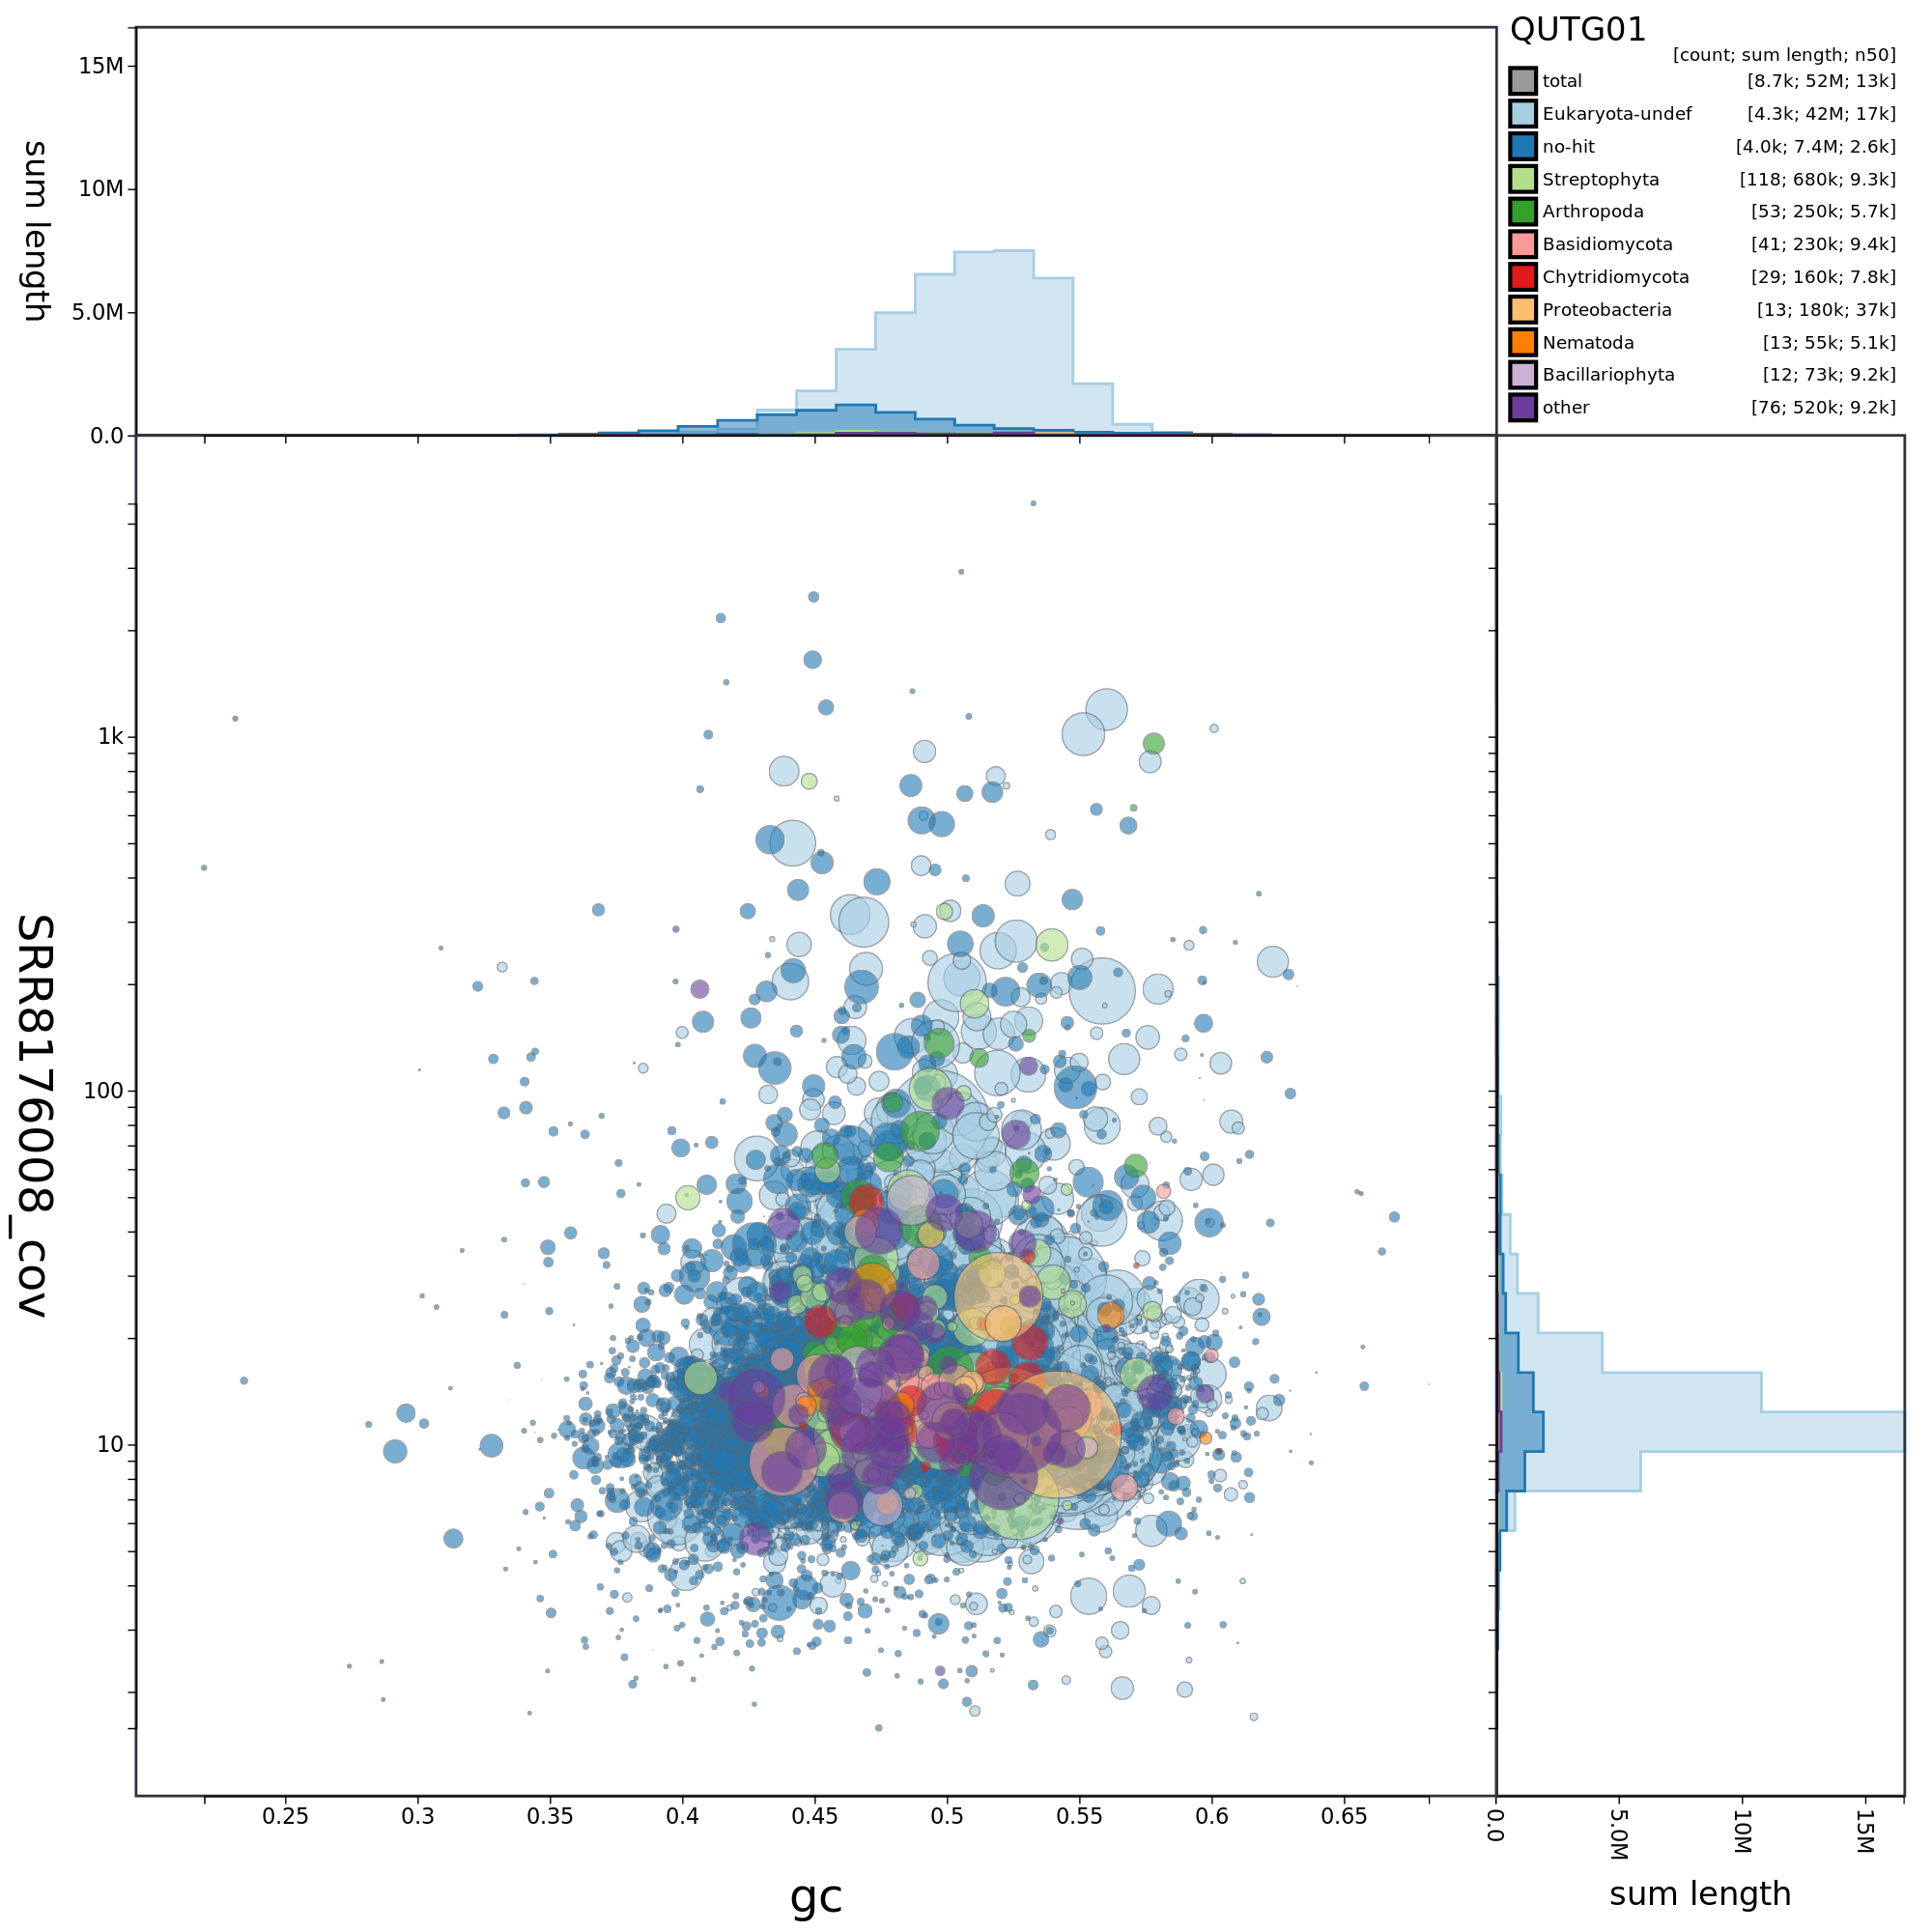 QUTG01
[count; sum length; n50]
total [8.7k; 52M; 13k]
Eukaryota-undef [4.3k; 42M; 17k]
no-hit [4.0k; 7.4M; 2.6k]
Streptophyta [118; 680k; 9.3k]
Arthropoda [53; 250k; 5.7k]
Basidiomycota [41; 230k; 9.4k]
Chytridiomycota [29; 160k; 7.8k]
Proteobacteria [13; 180k; 37k]
Nematoda [13; 55k; 5.1k]
Bacillariophyta [12; 73k; 9.2k]
other [76; 520k; 9.2k]
15M
10M
5.0M
0.0
sum length
1k
100
10
SRR8176008_cov
0.25 0.3 0.35 0.4 0.45 0.5 0.55 0.6 0.65
gc
0.0 5.0M 10M 15M
sum length